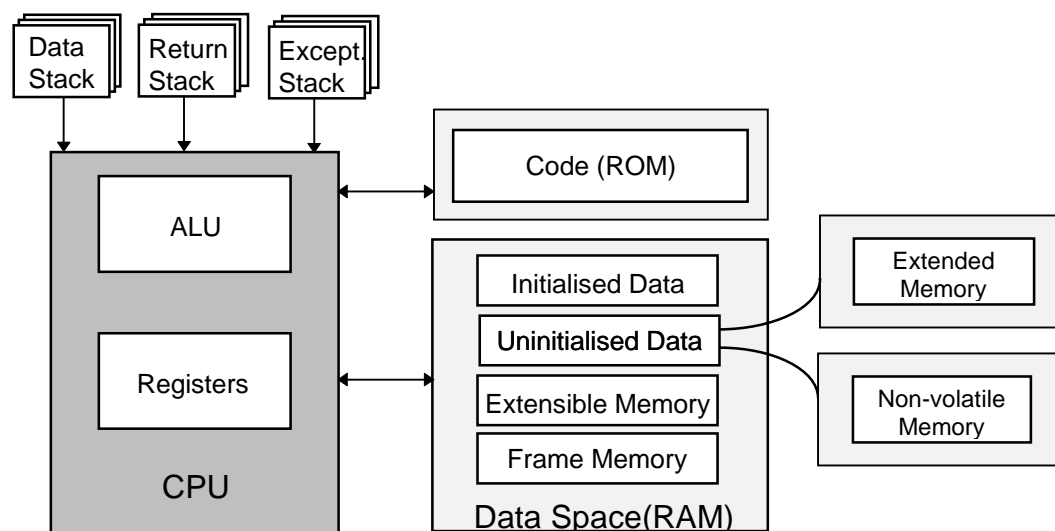 Data
Stack
Return
Stack
Except.
Stack
ALU
Registers
CPU
Code (ROM)
Initialised Data
Uninitialised Data
Extensible Memory
Frame Memory
Data Space(RAM)
Extended
Memory
Non-volatile
Memory